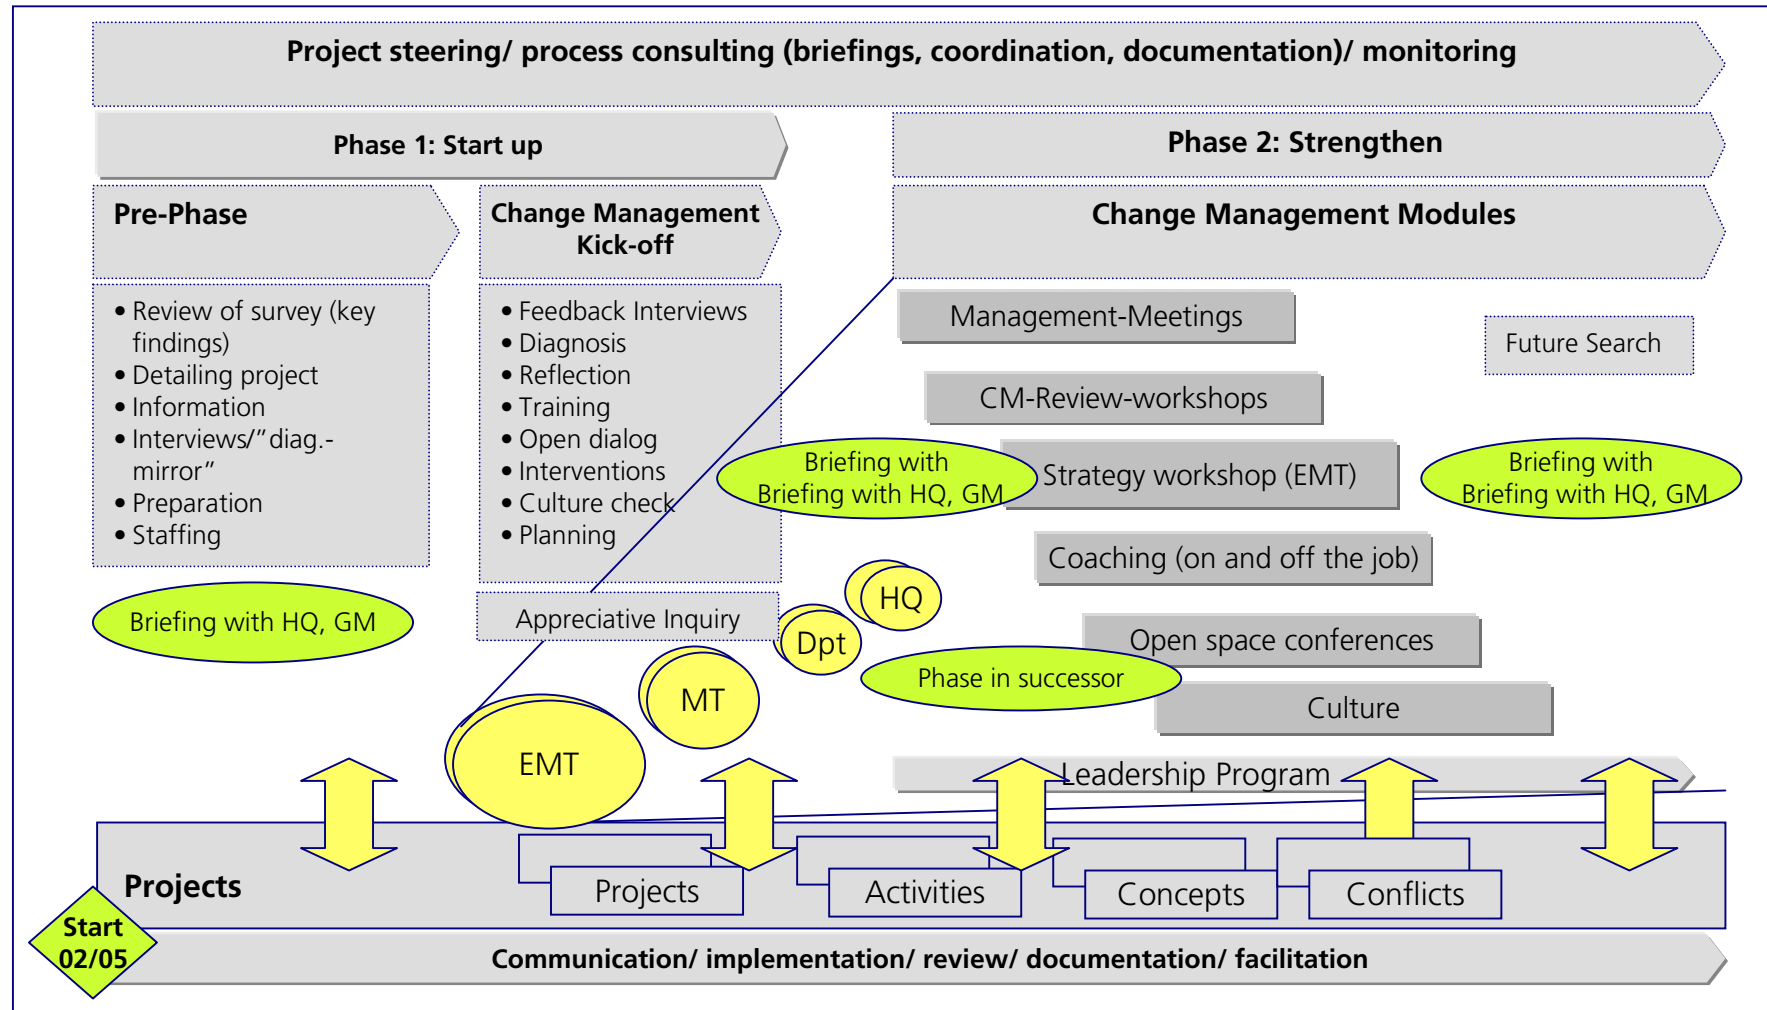 Project steering/ process consulting (briefings, coordination, documentation)/ monitoring
Phase 1: Start up
Phase 2: Strengthen
Pre-Phase
Change Management
Kick-off
Change Management Modules
• Review of survey (key
findings)
• Detailing project
• Information
• Interviews/”diag.-
mirror”
• Preparation
• Staffing
• Feedback Interviews
• Diagnosis
• Reflection
• Training
• Open dialog
• Interventions
• Culture check
• Planning
Management-Meetings
Future Search
CM-Review-workshops
Briefing with
Briefing with HQ, GM
Strategy workshop (EMT)
Briefing with
Briefing with HQ, GM
Coaching (on and off the job)
HQ
Briefing with HQ, GM
Appreciative Inquiry
Dpt
Open space conferences
Phase in successor
MT
Culture
EMT
Leadership Program
Projects
Projects
Activities
Concepts
Conflicts
Start
02/05
Communication/ implementation/ review/ documentation/ facilitation